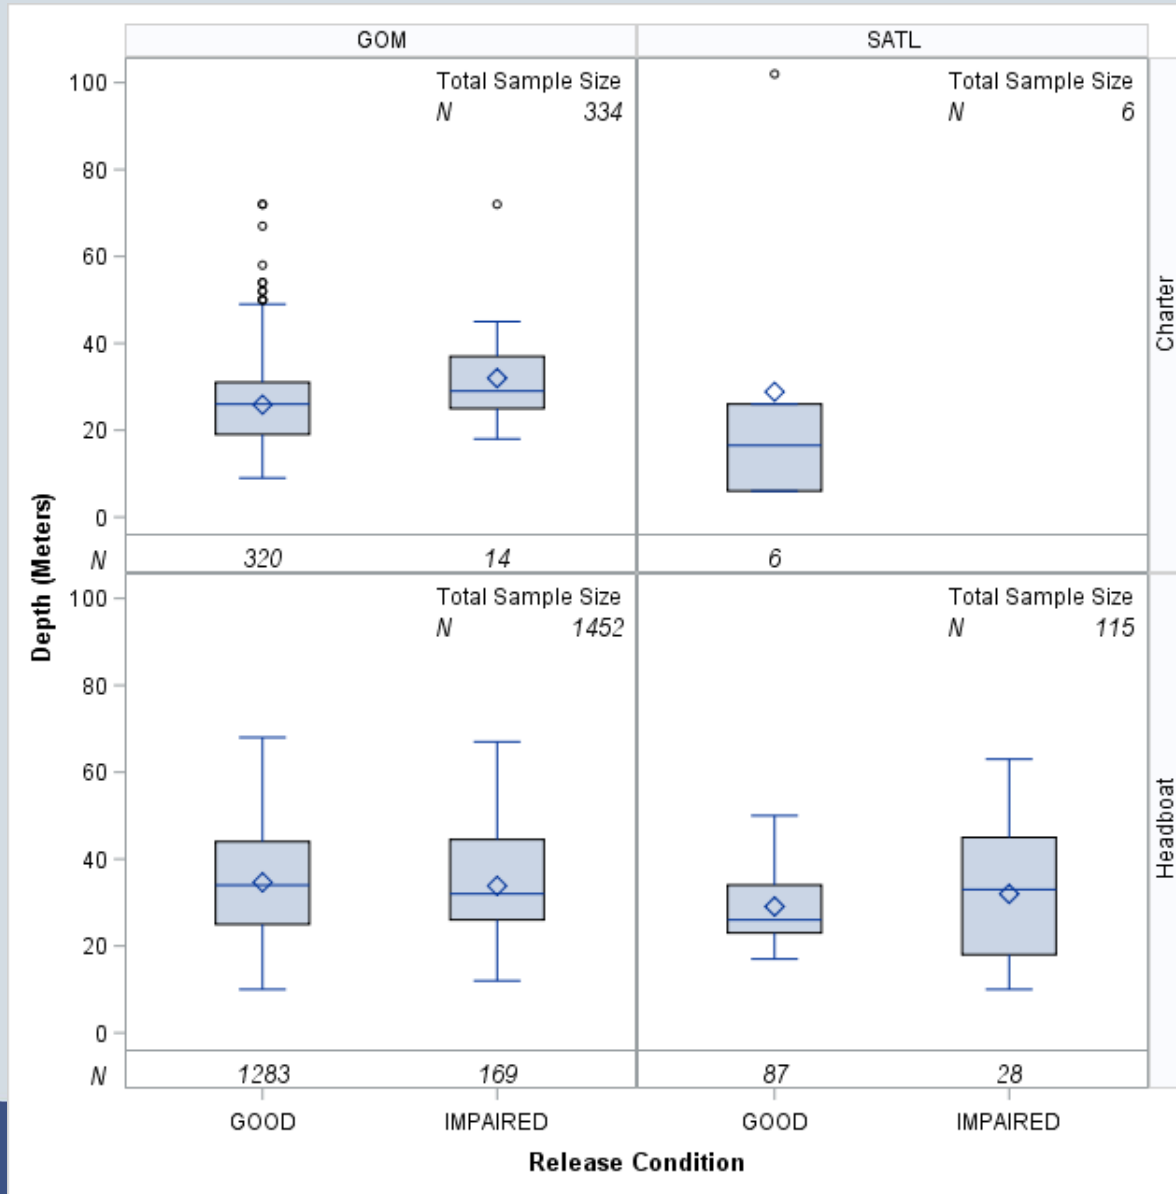 GOM SATL
Total Sample Size
N 334
Total Sample Size
N 6
100
80
60
40
20
0
N 320 14 6
Charter
Total Sample Size
N 1452
Total Sample Size
N 115
100
80
60
40
20
0
N 1283 169 87 28
Headboat
GOOD IMPAIRED GOOD IMPAIRED
Depth (Meters)
Release Condition